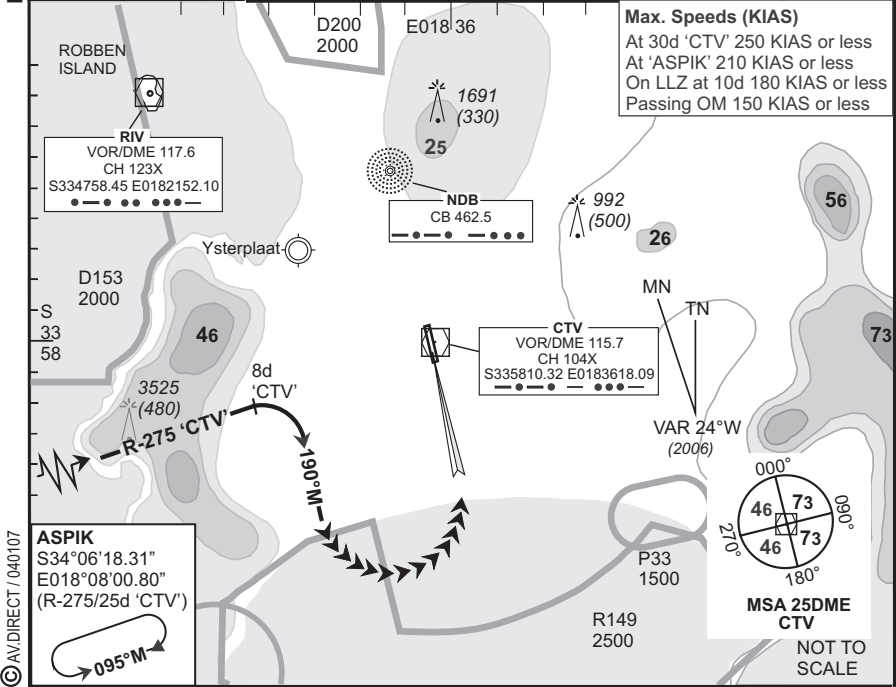 ROBBEN
ISLAND
D200
2000
E018 36
Max. Speeds (KIAS)
At 30d ‘CTV’ 250 KIAS or less
At ‘ASPIK’ 210 KIAS or less
On LLZ at 10d 180 KIAS or less
Passing OM 150 KIAS or less
1691
(330)
25
RIV
VOR/DME 117.6
CH 123X
S334758.45 E0182152.10
NDB
CB 462.5
992
(500)
56
26
Ysterplaat
D153
2000
S
33
58
MN
TN
46
CTV
VOR/DME 115.7
CH 104X
S335810.32 E0183618.09
73
3525
(480)
8d
‘CTV’
R-275 ‘CTV’
VAR 24°W
(2006)
190°M
000°
090°
180°
270°
46
73
46
73
MSA 25DME
CTV
ASPIK
S34°06’18.31”
E018°08’00.80”
(R-275/25d ‘CTV’)
095°M
P33
1500
R149
2500
NOT TO
SCALE
© AV.DIRECT / 040107